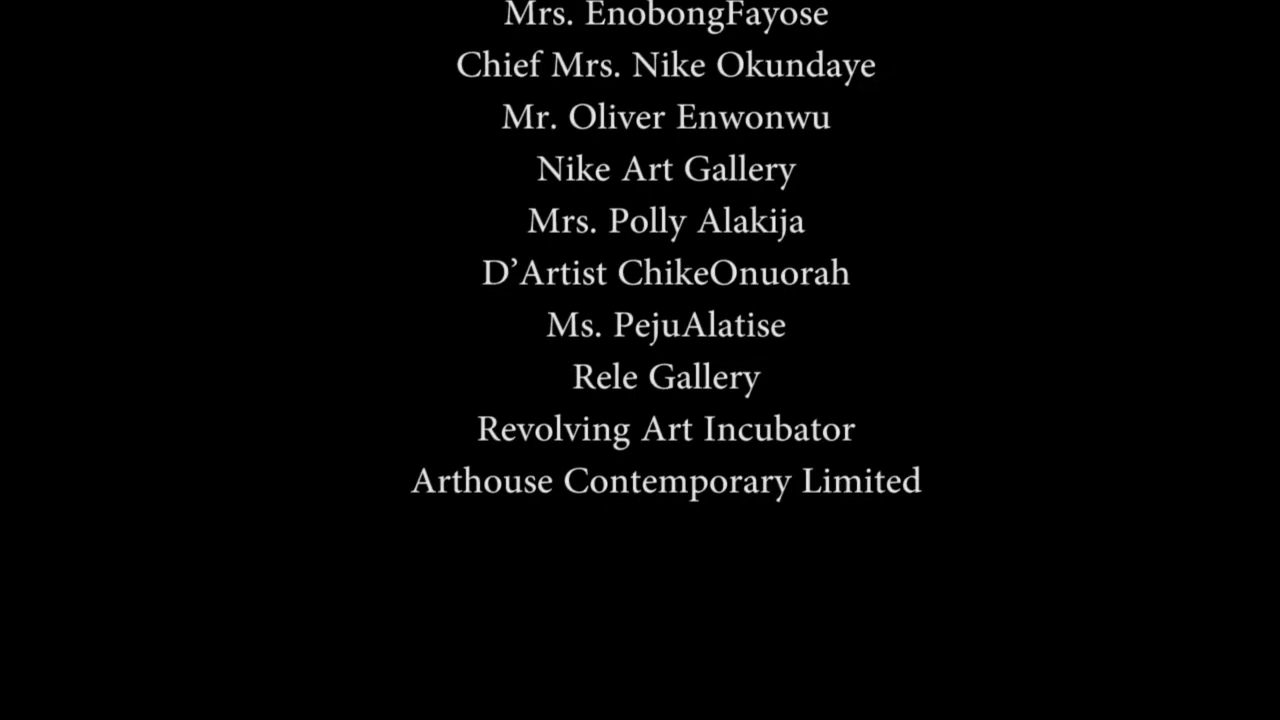 Mrs. EnobongFayose
Chief Mrs. Nike Okundaye
Mr. Oliver Enwonwu
Nike Art Gallery
Mrs. Polly Alakija
D’Artist ChikeOnuorah
Ms. PejuAlatise
Rele Gallery
Revolving Art Incubator
Arthouse Contemporary Limited